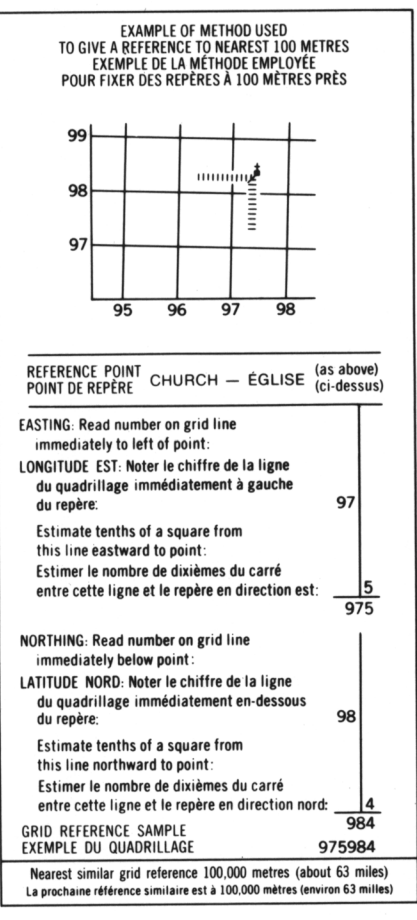 EXAMPLE OF METHOD USED
TO GIVE A REFERENCE TO NEAREST 100 METRES
EXEMPLE DE LA MÉTHODE EMPLOYÉE
POUR FIXER DES REPÈRES À 100 MÈTRES PRÈS
99
98
97
95 96 97 98
REFERENCE POINT
POINT DE REPÈRE
CHURCH — ÉGLISE
(as above)
(ci-dessus)
EASTING: Read number on grid line
immediately to left of point:
LONGITUDE EST: Noter le chiffre de la ligne
du quadrillage immédiatement à gauche
du repère: 97
Estimate tenths of a square from
this line eastward to point:
Estimer le nombre de dixièmes du carré
entre cette ligne et le repère en direction est: 5
975
NORTHING: Read number on grid line
immediately below point:
LATITUDE NORD: Noter le chiffre de la ligne
du quadrillage immédiatement en-dessous
du repère: 98
Estimate tenths of a square from
this line northward to point:
Estimer le nombre de dixièmes du carré
entre cette ligne et le repère en direction nord: 4
984
GRID REFERENCE SAMPLE
EXEMPLE DU QUADRILLAGE 975984
Nearest similar grid reference 100,000 metres (about 63 miles)
La prochaine référence similaire est à 100,000 mètres (environ 63 milles)